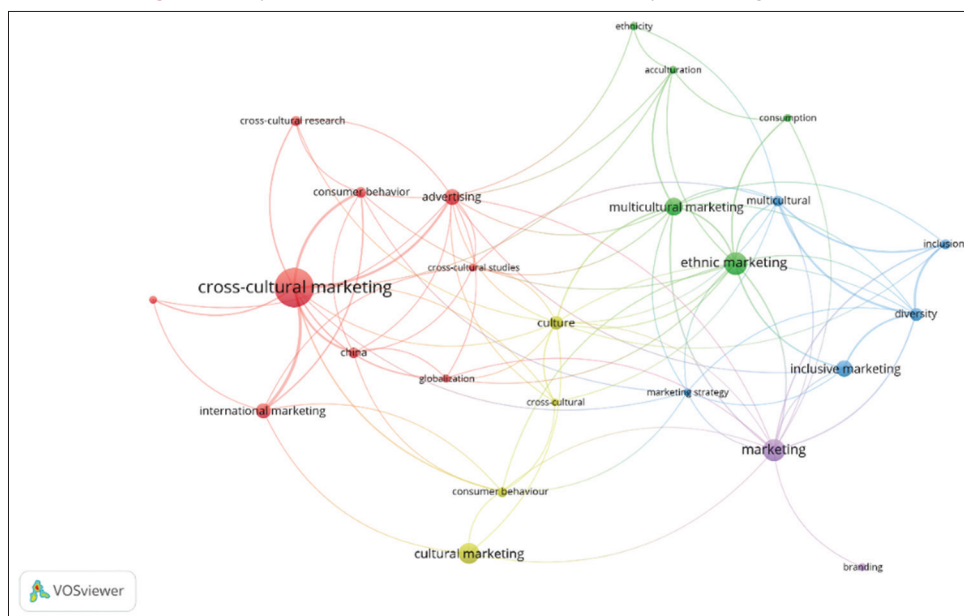 ethnicity
acculturation
consumption
cross-cultural research
consumer behavior
advertising
multicultural marketing
multicultural
inclusion
cross-cultural studies
ethnic marketing
cross-cultural marketing
diversity
culture
china
globalization
inclusive marketing
marketing strategy
cross-cultural
international marketing
marketing
consumer behaviour
cultural marketing
branding
VOSviewer